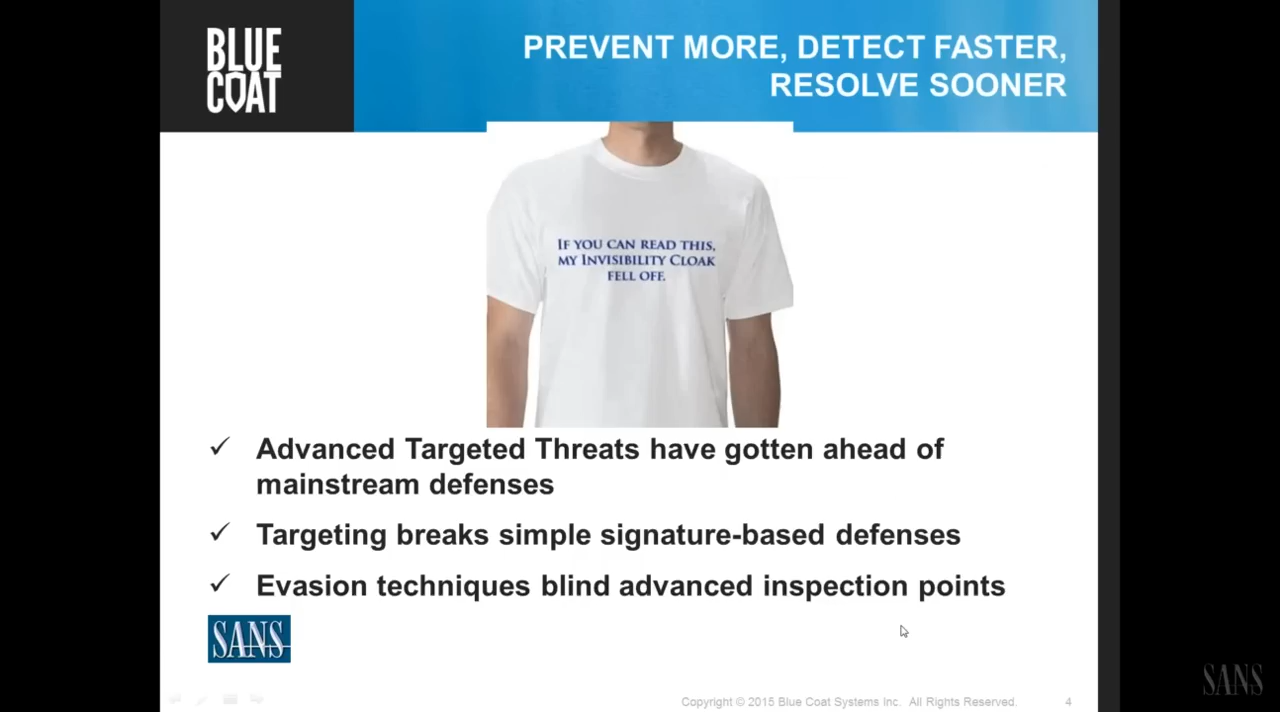 BLUE
COAT
PREVENT MORE, DETECT FASTER,
RESOLVE SOONER
IF YOU CAN READ THIS,
MY INVISIBILITY CLOAK
FELL OFF.
✓ Advanced Targeted Threats have gotten ahead of
mainstream defenses
✓ Targeting breaks simple signature-based defenses
✓ Evasion techniques blind advanced inspection points
SANS
Copyright © 2015 Blue Coat Systems Inc. All Rights Reserved.
4
SANS